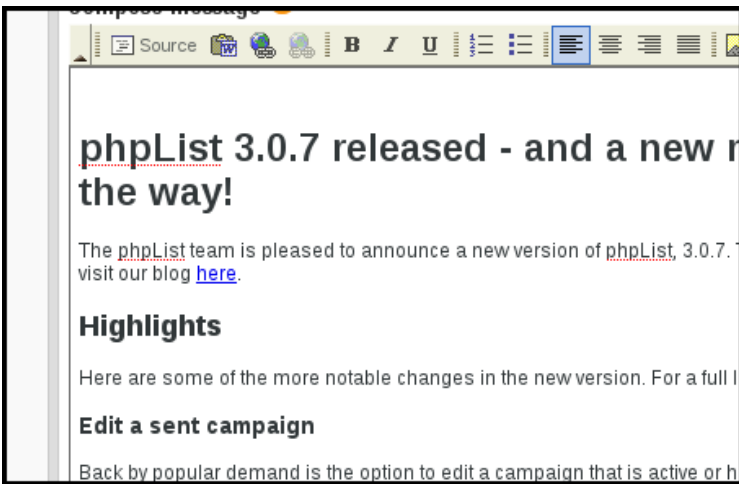 Compose message
Source B I U
phpList 3.0.7 released - and a new
the way!
The phpList team is pleased to announce a new version of phpList, 3.0.7.
visit our blog here.
Highlights
Here are some of the more notable changes in the new version. For a full
Edit a sent campaign
Back by popular demand is the option to edit a campaign that is active or h